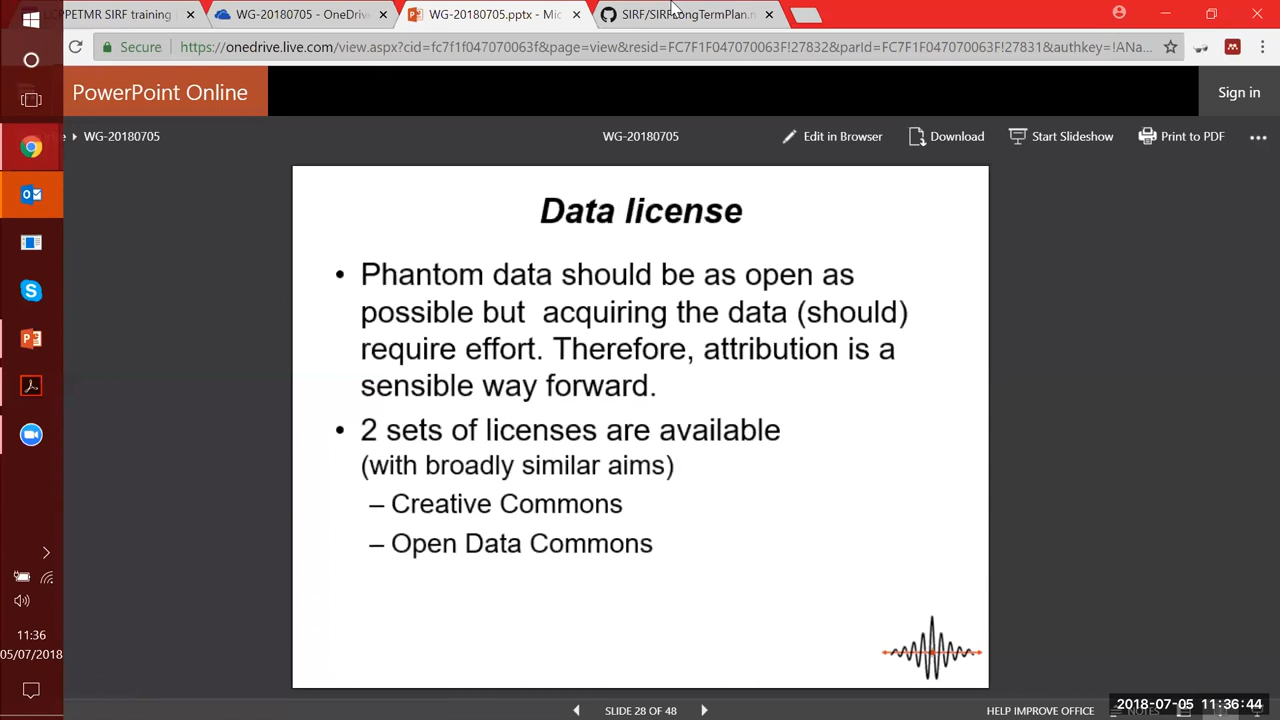 CPPETMR SIRF training
WG-20180705 - OneDriv
WG-20180705.pptx - Mic
SIRF/SIRFLongTermPlan.m
Secure
https://onedrive.live.com/view.aspx?cid=fc7f1f047070063f&page=view&resid=FC7F1F047070063F!27832&parId=FC7F1F047070063F!27831&authkey=!ANa...
PowerPoint Online
Sign in
WG-20180705
WG-20180705
Edit in Browser
Download
Start Slideshow
Print to PDF
Data license
• Phantom data should be as open as
possible but acquiring the data (should)
require effort. Therefore, attribution is a
sensible way forward.
• 2 sets of licenses are available
(with broadly similar aims)
– Creative Commons
– Open Data Commons
11:36
05/07/2018
SLIDE 28 OF 48
HELP IMPROVE OFFICE
NOTES
2018-07-05 11:36:44